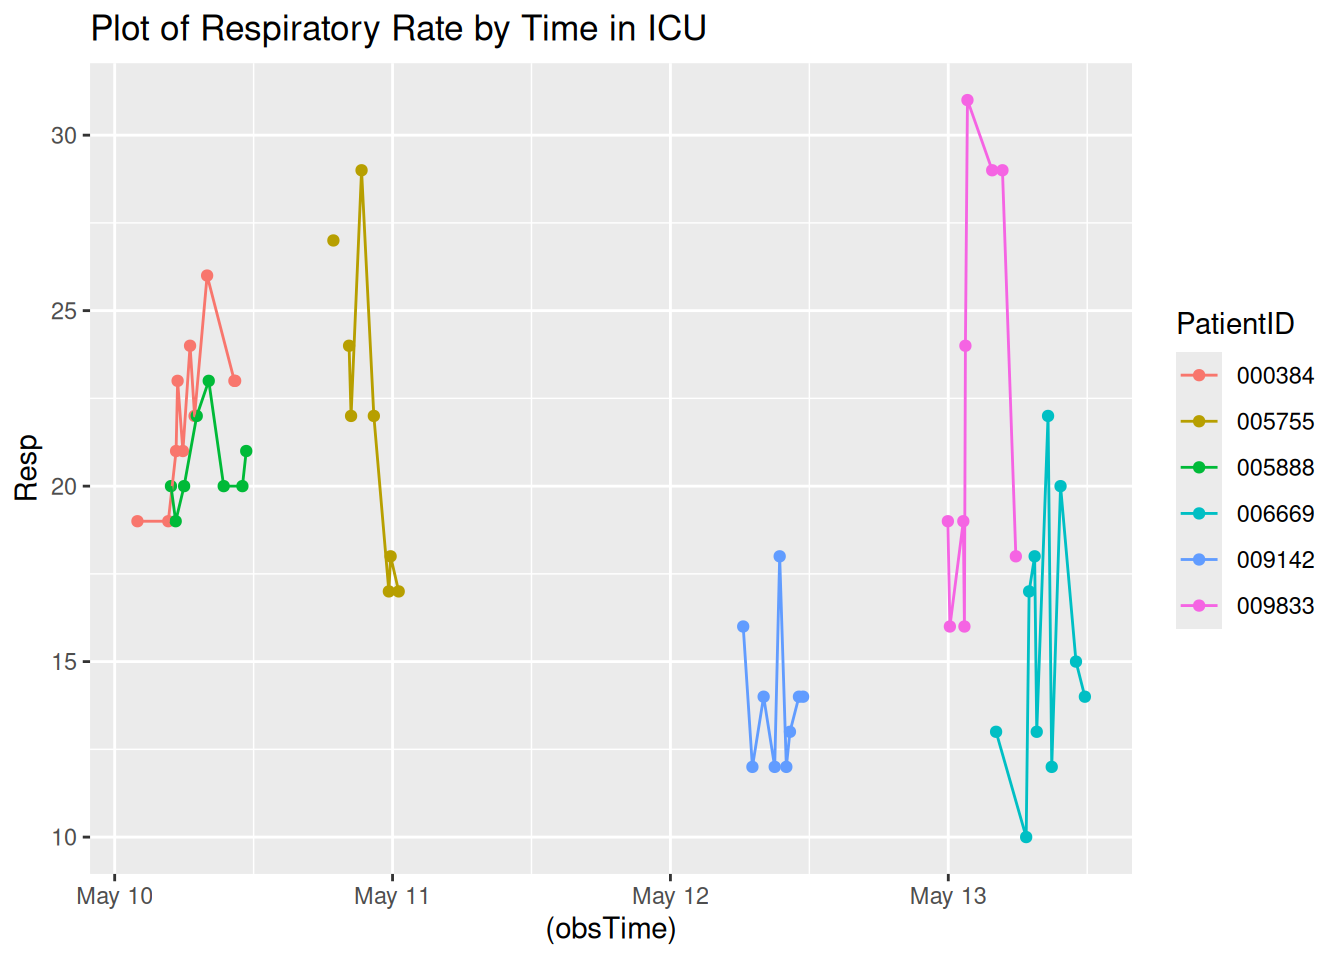 Plot of Respiratory Rate by Time in ICU
30
25
20
15
10
Resp
May 10
May 11
May 12
May 13
(obsTime)
PatientID
000384
005755
005888
006669
009142
009833